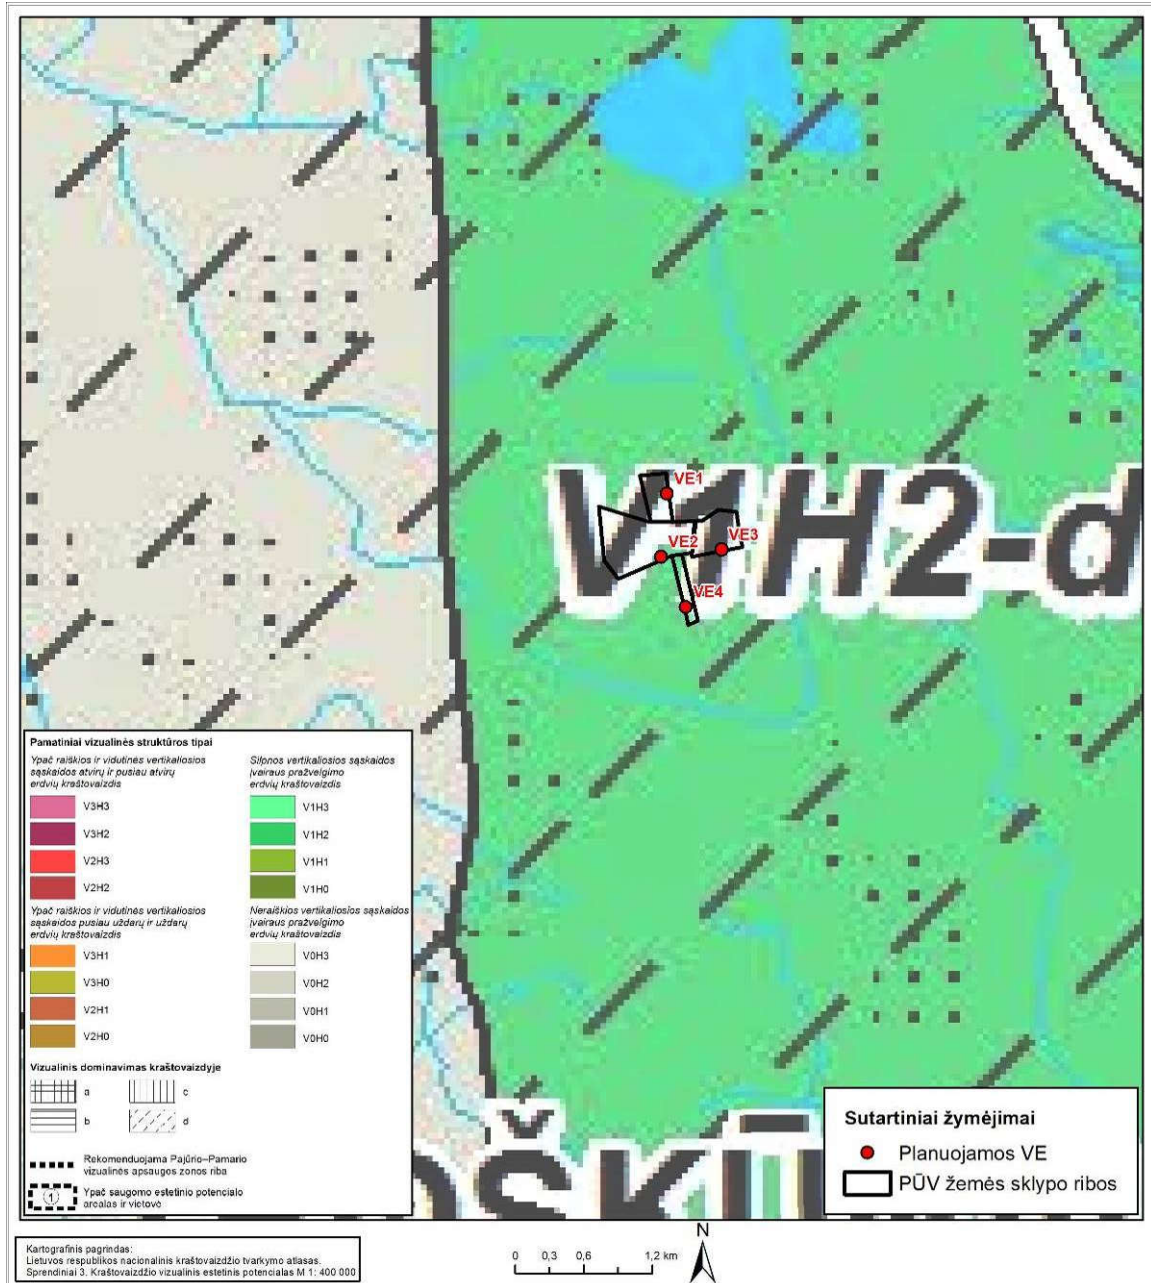 V1H2-d
VE1
VE3
VE2
VE4
Pamatiniai vizualinės struktūros tipai
Ypač raiškios ir vidutinės vertikaliosios
sąskaidos atvirų ir pusiau atvirų
erdvių kraštovaizdis
V3H3
V3H2
V2H3
V2H2
Ypač raiškios ir vidutinės vertikaliosios
sąskaidos pusiau uždarų ir uždarų
erdvių kraštovaizdis
V3H1
V3H0
V2H1
V2H0
Silpnos vertikaliosios sąskaidos
įvairaus pražvelgimo
erdvių kraštovaizdis
V1H3
V1H2
V1H1
V1H0
Neraiškios vertikaliosios sąskaidos
įvairaus pražvelgimo
erdvių kraštovaizdis
V0H3
V0H2
V0H1
V0H0
Vizualinis dominavimas kraštovaizdyje
a
c
b
d
Rekomenduojama Pajūrio–Pamario
vizualinės apsaugos zonos riba
1
Ypač saugomo estetinio potencialo
arealas ir vietovė
OŠKŪ
Sutartiniai žymėjimai
Planuojamos VE
PŪV žemės sklypo ribos
Kartografinis pagrindas:
Lietuvos respublikos nacionalinis kraštovaizdžio tvarkymo atlasas.
Sprendiniai 3. Kraštovaizdžio vizualinis estetinis potencialas M 1: 400 000
0 0,3 0,6 1,2 km
N